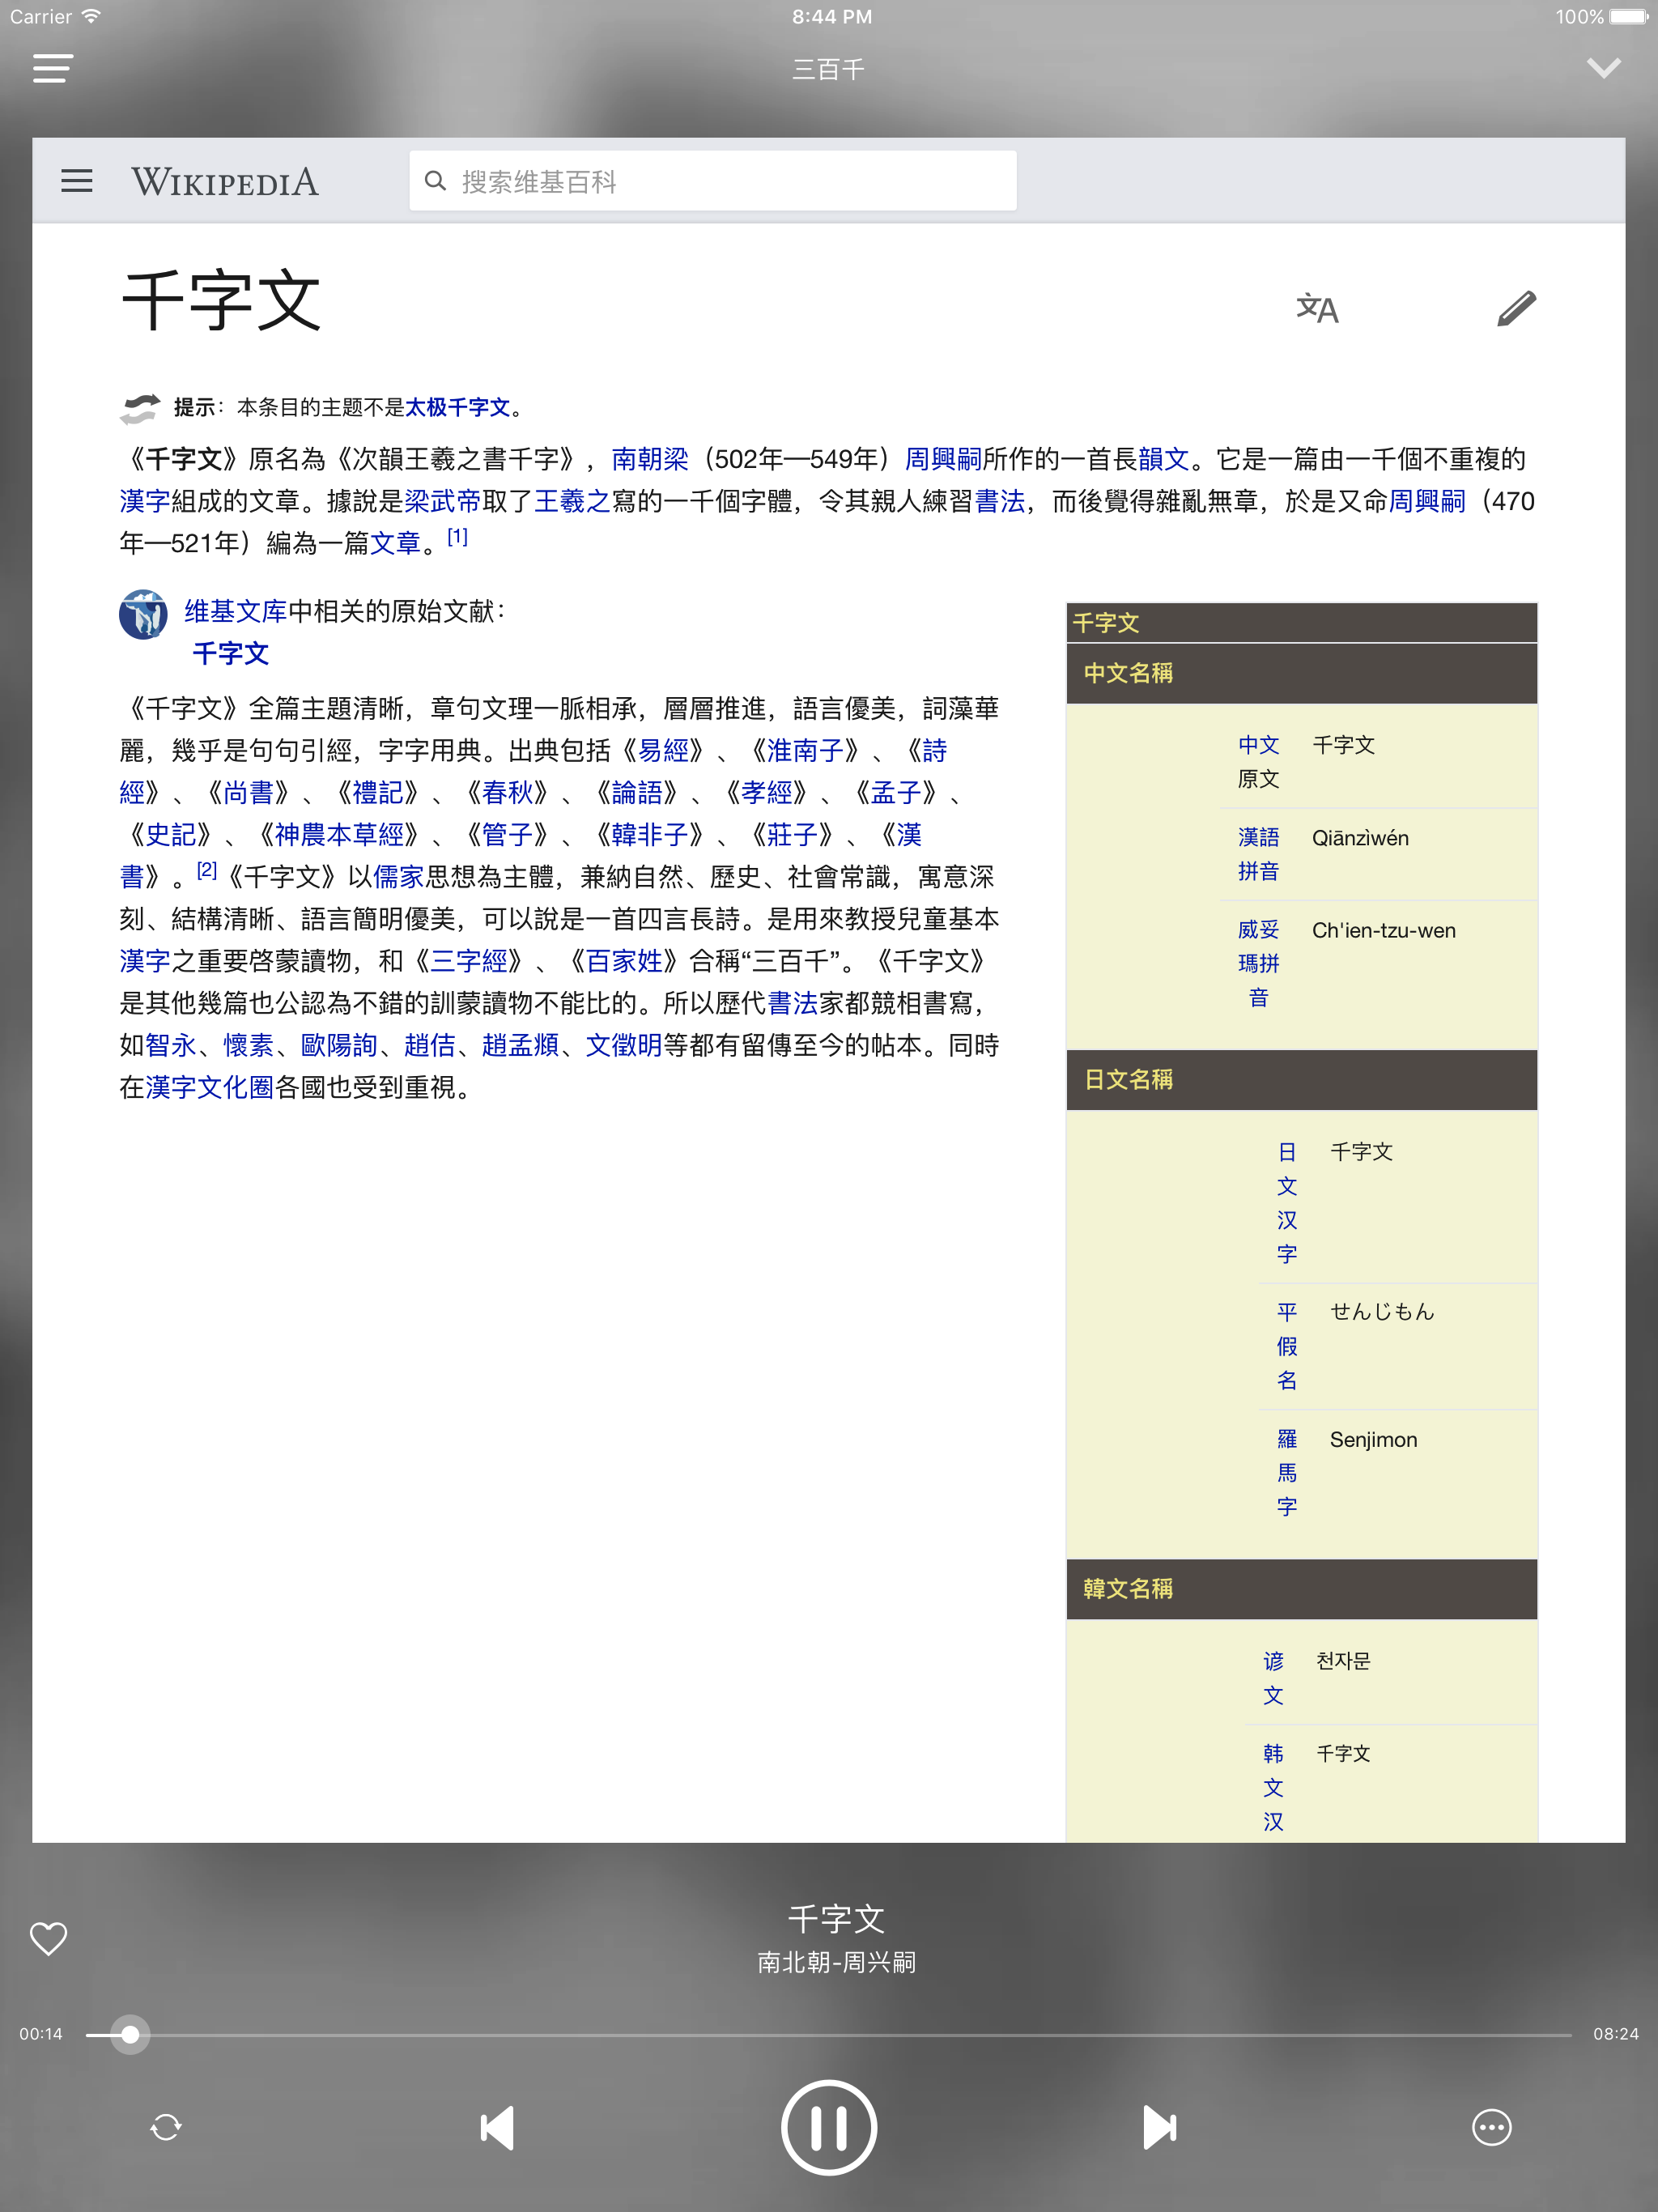 Carrier
8:44 PM
100%
三百千
WIKIPEDIA
搜索维基百科
千字文
文A
提示：本条目的主题不是太极千字文。
《千字文》原名為《次韻王羲之書千字》，南朝梁（502年—549年）周興嗣所作的一首長韻文。它是一篇由一千個不重複的
漢字組成的文章。據說是梁武帝取了王羲之寫的一千個字體，令其親人練習書法，而後覺得雜亂無章，於是又命周興嗣（470
年—521年）編為一篇文章。[1]
维基文库中相关的原始文献：
千字文
《千字文》全篇主題清晰，章句文理一脈相承，層層推進，語言優美，詞藻華
麗，幾乎是句句引經，字字用典。出典包括《易經》、《淮南子》、《詩
經》、《尚書》、《禮記》、《春秋》、《論語》、《孝經》、《孟子》、
《史記》、《神農本草經》、《管子》、《韓非子》、《莊子》、《漢
書》。[2]《千字文》以儒家思想為主體，兼納自然、歷史、社會常識，寓意深
刻、結構清晰、語言簡明優美，可以說是一首四言長詩。是用來教授兒童基本
漢字之重要啓蒙讀物，和《三字經》、《百家姓》合稱“三百千”。《千字文》
是其他幾篇也公認為不錯的訓蒙讀物不能比的。所以歷代書法家都競相書寫，
如智永、懷素、歐陽詢、趙佶、趙孟頫、文徵明等都有留傳至今的帖本。同時
在漢字文化圈各國也受到重視。
千字文
中文名稱
中文 千字文
原文
漢語 Qiānzìwén
拼音
威妥 Ch'ien-tzu-wen
瑪拼
音
日文名稱
日 千字文
文
汉
字
平 せんじもん
假
名
羅 Senjimon
馬
字
韓文名稱
谚 천자문
文
韩 千字文
文
汉
千字文
南北朝-周兴嗣
00:14
08:24